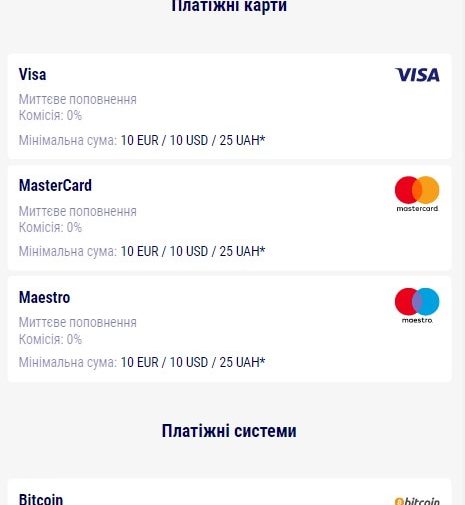 Платіжні карти
Visa
VISA
Миттєве поповнення
Комісія: 0%
Мінімальна сума: 10 EUR / 10 USD / 25 UAH*
MasterCard
mastercard.
Миттєве поповнення
Комісія: 0%
Мінімальна сума: 10 EUR / 10 USD / 25 UAH*
Maestro
maestro.
Миттєве поповнення
Комісія: 0%
Мінімальна сума: 10 EUR / 10 USD / 25 UAH*
Платіжні системи
Bitcoin
bitcoin